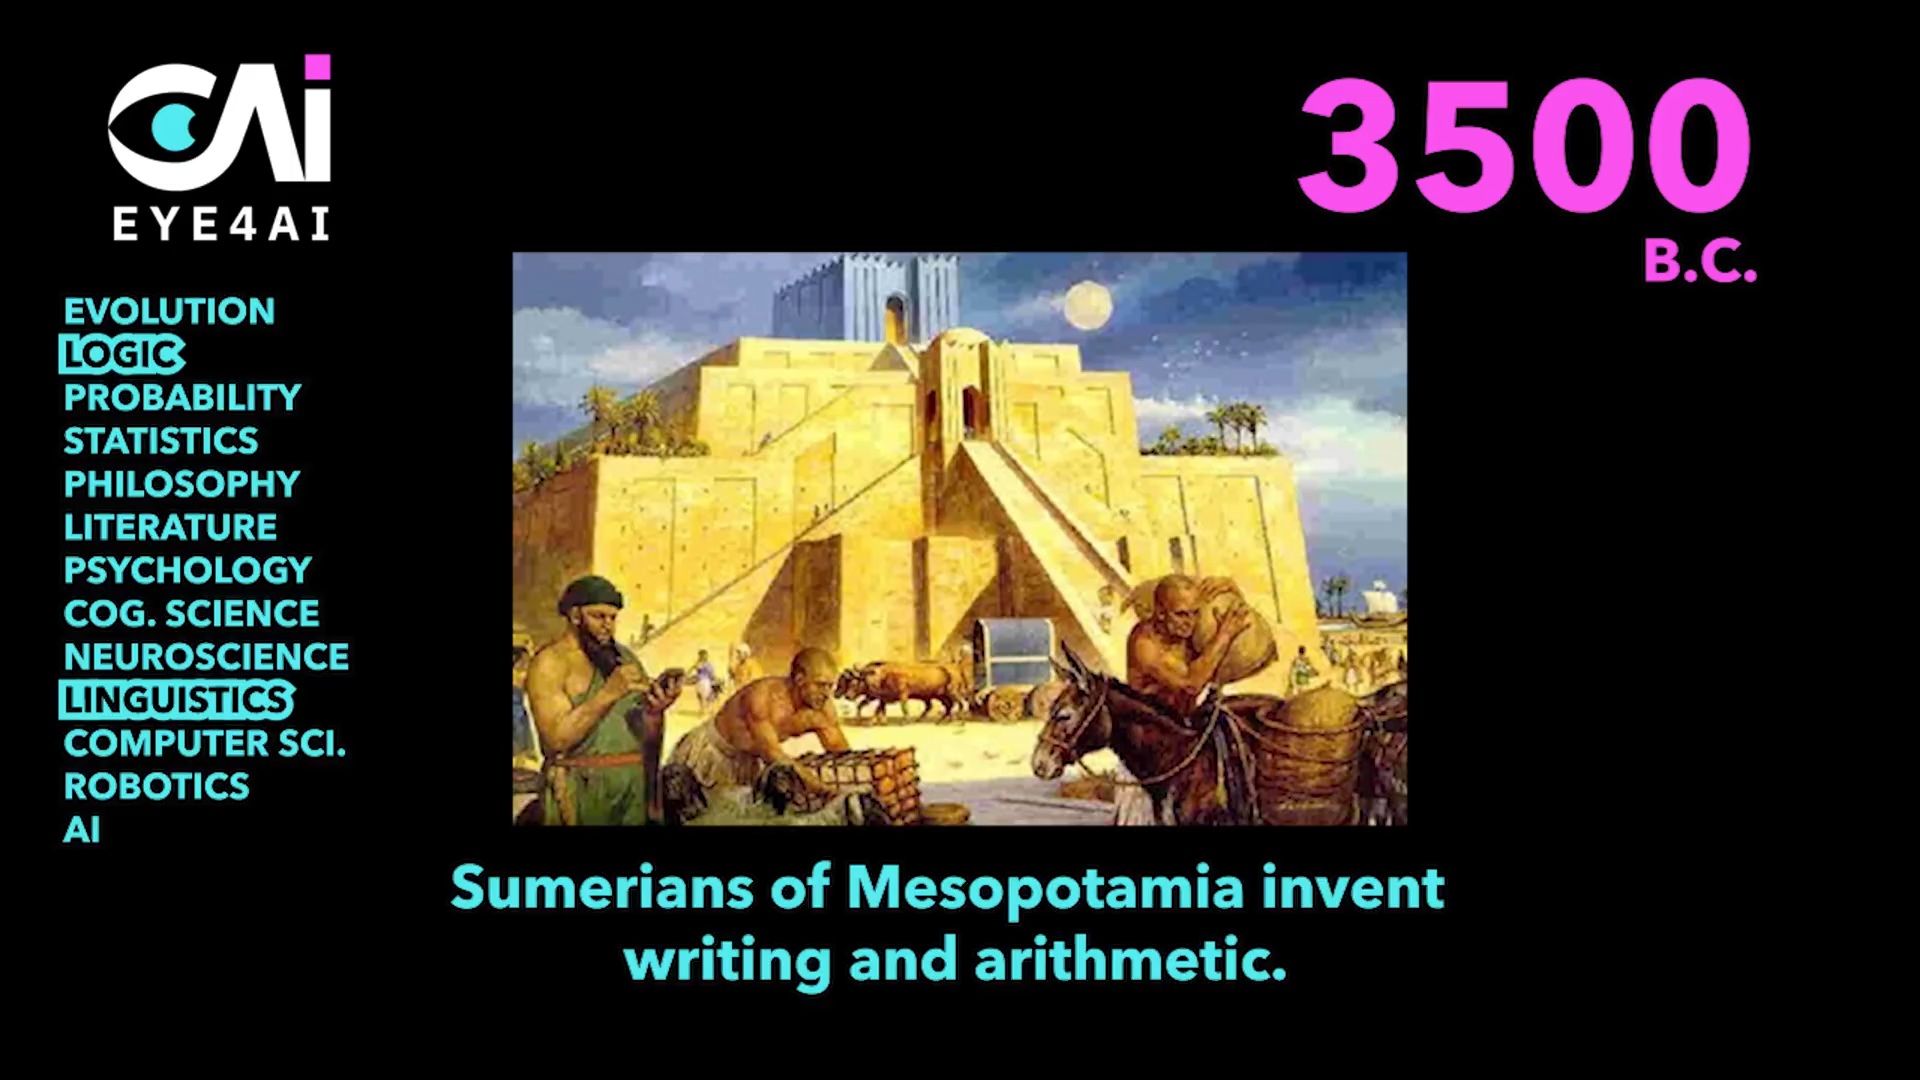 EYE4AI
3500
B.C.
EVOLUTION
LOGIC
PROBABILITY
STATISTICS
PHILOSOPHY
LITERATURE
PSYCHOLOGY
COG. SCIENCE
NEUROSCIENCE
LINGUISTICS
COMPUTER SCI.
ROBOTICS
AI
Sumerians of Mesopotamia invent
writing and arithmetic.